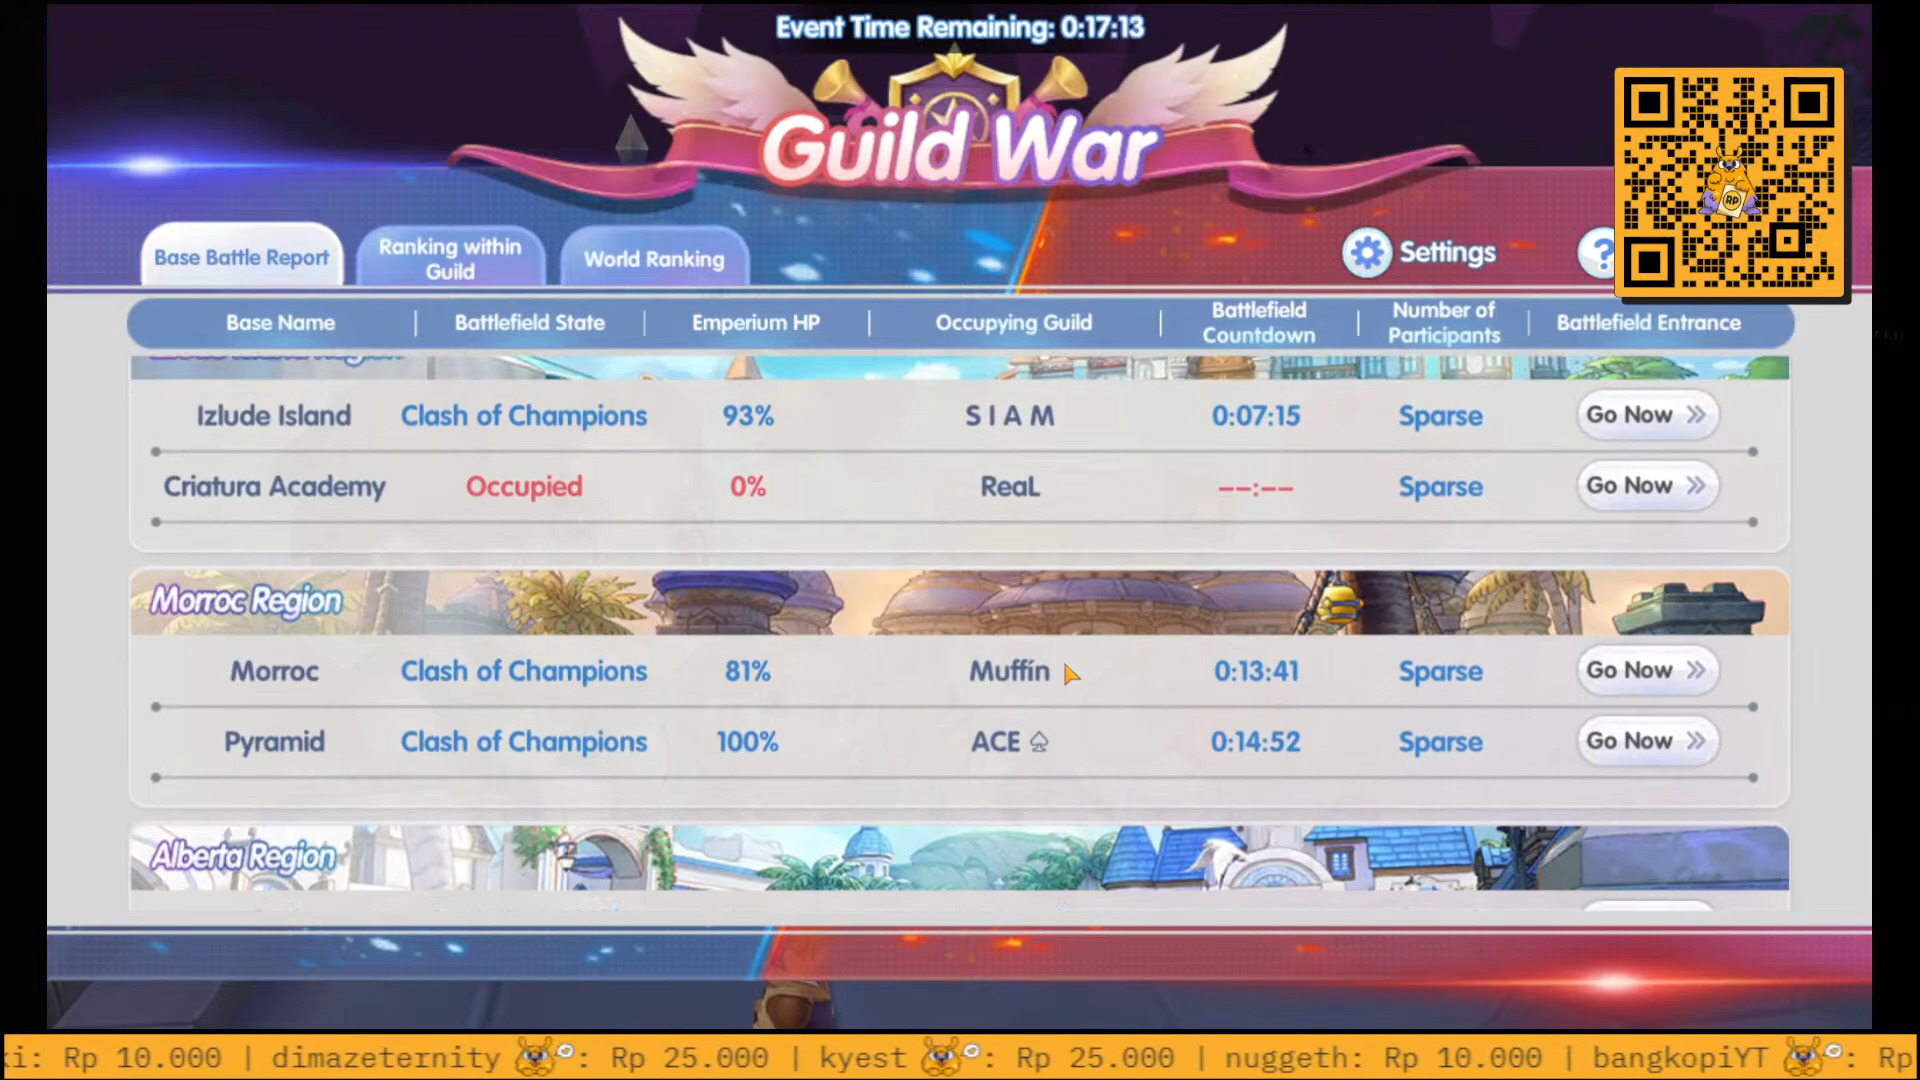 Event Time Remaining: 0:17:13
Guild War
Base Battle Report
Ranking within
Guild
World Ranking
Settings
?
RP
Base Name | Battlefield State | Emperium HP | Occupying Guild | Battlefield Countdown | Number of Participants | Battlefield Entrance
Izlude Island Clash of Champions 93% S I A M 0:07:15 Sparse Go Now »
Criatura Academy Occupied 0% ReaL --:-- Sparse Go Now »
Morroc Region
Morroc Clash of Champions 81% Muffín 0:13:41 Sparse Go Now »
Pyramid Clash of Champions 100% ACE ♤ 0:14:52 Sparse Go Now »
Alberta Region
ki: Rp 10.000 | dimazeternity : Rp 25.000 | kyest : Rp 25.000 | nuggeth: Rp 10.000 | bangkopiYT : Rp